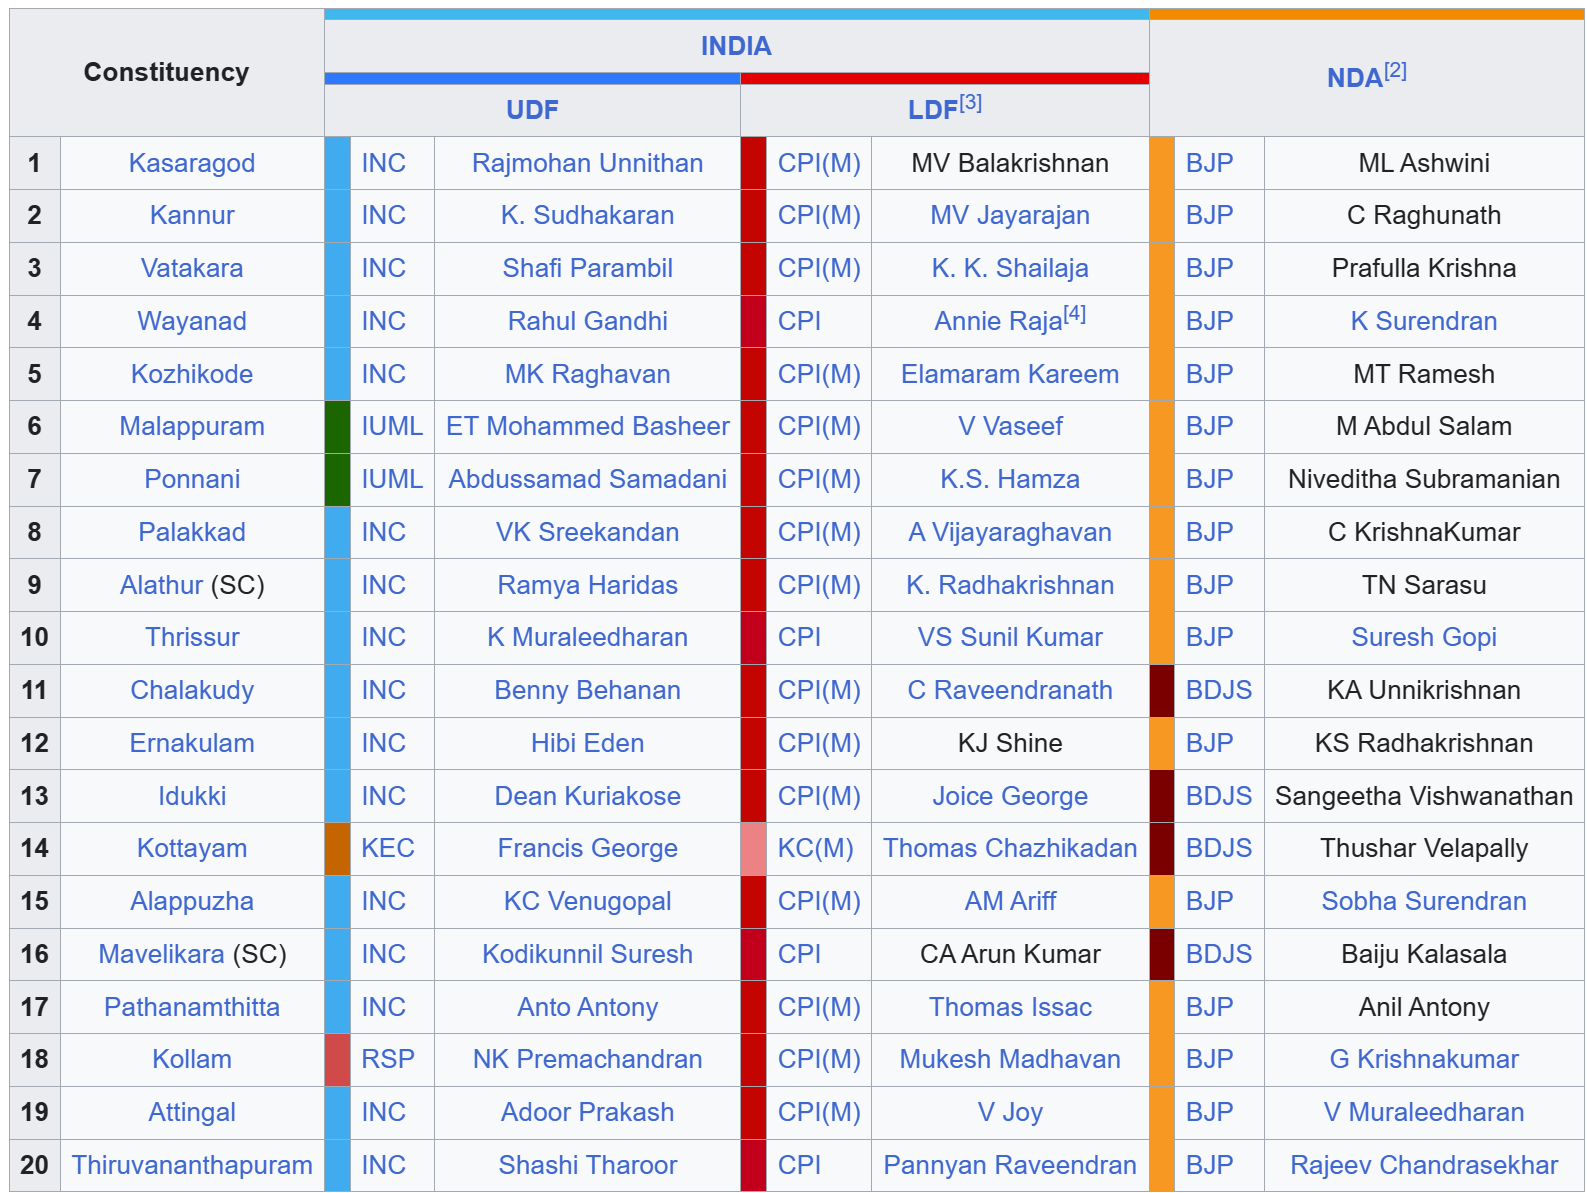 Constituency INDIA NDA[2]
UDF LDF[3]
1 Kasaragod INC Rajmohan Unnithan CPI(M) MV Balakrishnan BJP ML Ashwini
2 Kannur INC K. Sudhakaran CPI(M) MV Jayarajan BJP C Raghunath
3 Vatakara INC Shafi Parambil CPI(M) K. K. Shailaja BJP Prafulla Krishna
4 Wayanad INC Rahul Gandhi CPI Annie Raja[4] BJP K Surendran
5 Kozhikode INC MK Raghavan CPI(M) Elamaram Kareem BJP MT Ramesh
6 Malappuram IUML ET Mohammed Basheer CPI(M) V Vaseef BJP M Abdul Salam
7 Ponnani IUML Abdussamad Samadani CPI(M) K.S. Hamza BJP Niveditha Subramanian
8 Palakkad INC VK Sreekandan CPI(M) A Vijayaraghavan BJP C KrishnaKumar
9 Alathur (SC) INC Ramya Haridas CPI(M) K. Radhakrishnan BJP TN Sarasu
10 Thrissur INC K Muraleedharan CPI VS Sunil Kumar BJP Suresh Gopi
11 Chalakudy INC Benny Behanan CPI(M) C Raveendranath BDJS KA Unnikrishnan
12 Ernakulam INC Hibi Eden CPI(M) KJ Shine BJP KS Radhakrishnan
13 Idukki INC Dean Kuriakose CPI(M) Joice George BDJS Sangeetha Vishwanathan
14 Kottayam KEC Francis George KC(M) Thomas Chazhikadan BDJS Thushar Velapally
15 Alappuzha INC KC Venugopal CPI(M) AM Ariff BJP Sobha Surendran
16 Mavelikara (SC) INC Kodikunnil Suresh CPI CA Arun Kumar BDJS Baiju Kalasala
17 Pathanamthitta INC Anto Antony CPI(M) Thomas Issac BJP Anil Antony
18 Kollam RSP NK Premachandran CPI(M) Mukesh Madhavan BJP G Krishnakumar
19 Attingal INC Adoor Prakash CPI(M) V Joy BJP V Muraleedharan
20 Thiruvananthapuram INC Shashi Tharoor CPI Pannyan Raveendran BJP Rajeev Chandrasekhar